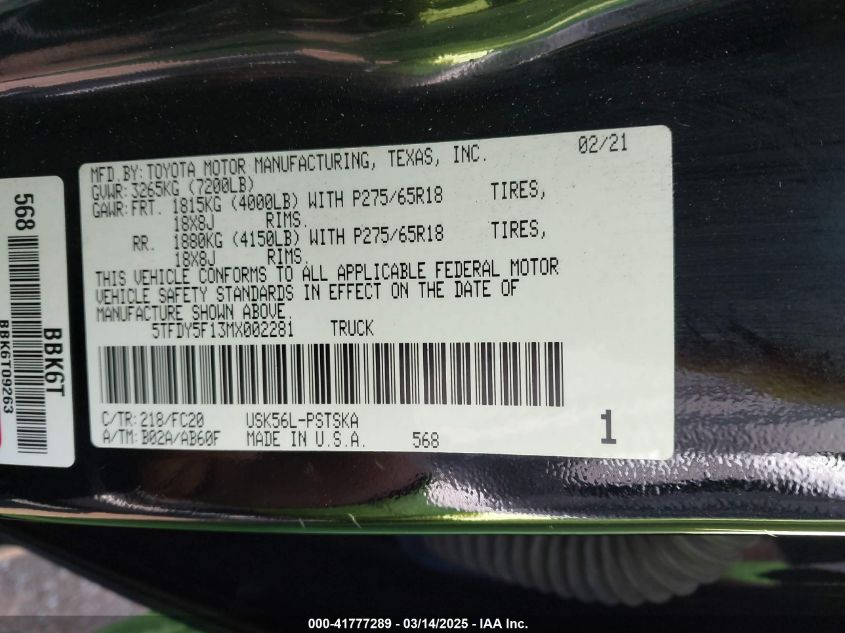 568
BBK6T
BBK6T09263
MFD.BY: TOYOTA MOTOR MANUFACTURING, TEXAS, INC. 02/21
GVWR: 3265KG (7200LB)
GAWR: FRT. 1815KG (4000LB) WITH P275/65R18 TIRES,
18X8J RIMS.
RR. 1880KG (4150LB) WITH P275/65R18 TIRES,
18X8J RIMS.
THIS VEHICLE CONFORMS TO ALL APPLICABLE FEDERAL MOTOR
VEHICLE SAFETY STANDARDS IN EFFECT ON THE DATE OF
MANUFACTURE SHOWN ABOVE.
5TFDY5F13MX002281 TRUCK
C/TR: 218/FC20 USK56L-PSTSKA
A/TM: B02A/AB60F MADE IN U.S.A. 568 1
000-41777289 - 03/14/2025 - IAA Inc.